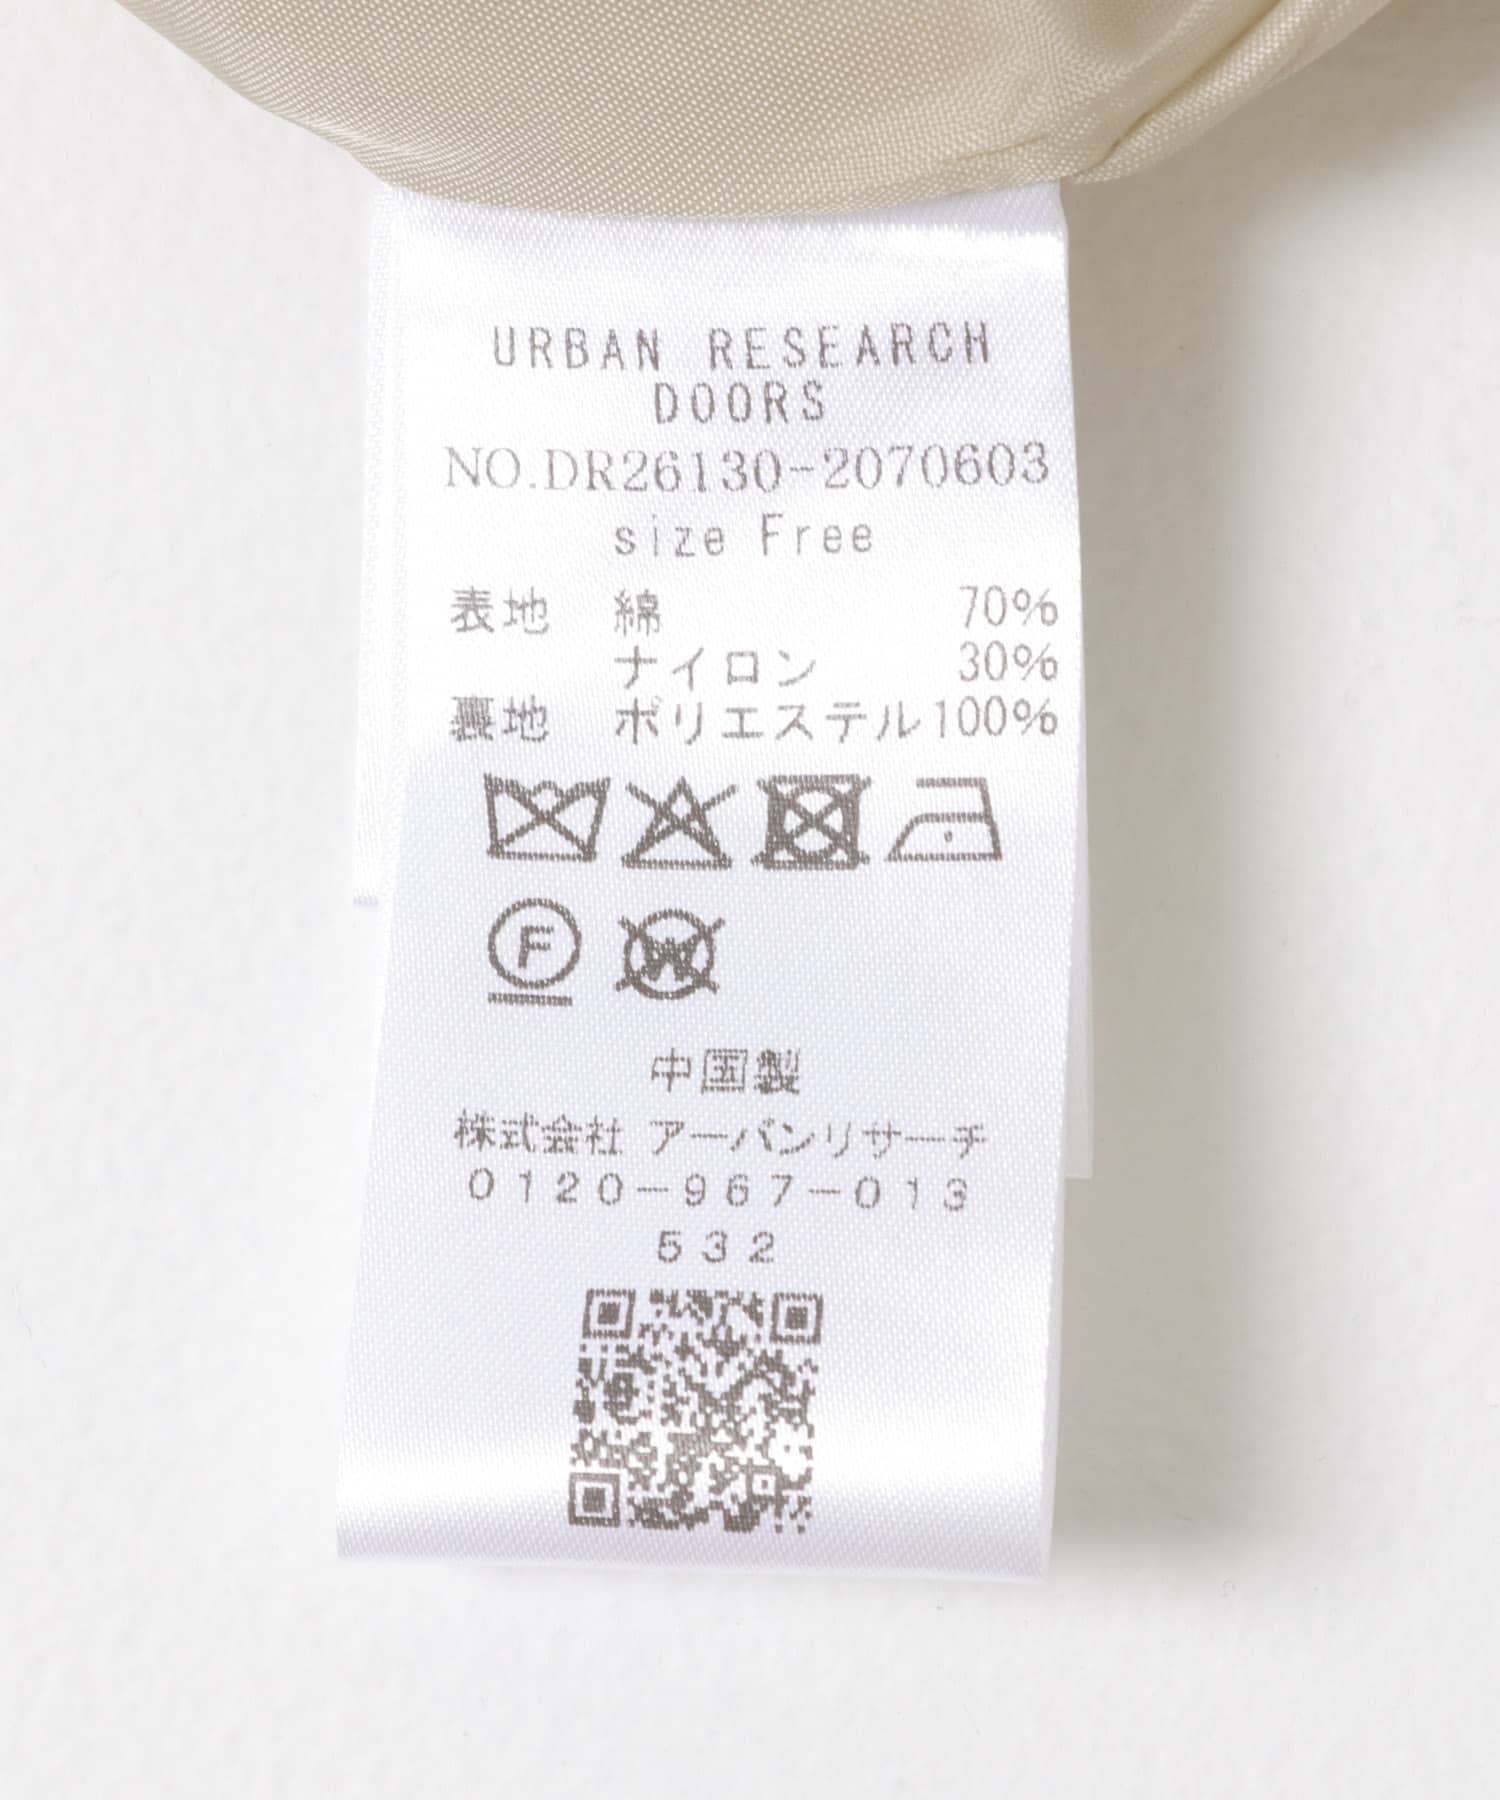 URBAN RESEARCH
DOORS
NO.DR26130-2070603
size Free
表地 綿 70%
ナイロン 30%
裏地 ポリエステル100%
F
W
中国製
株式会社 アーバンリサーチ
0120-967-013
532